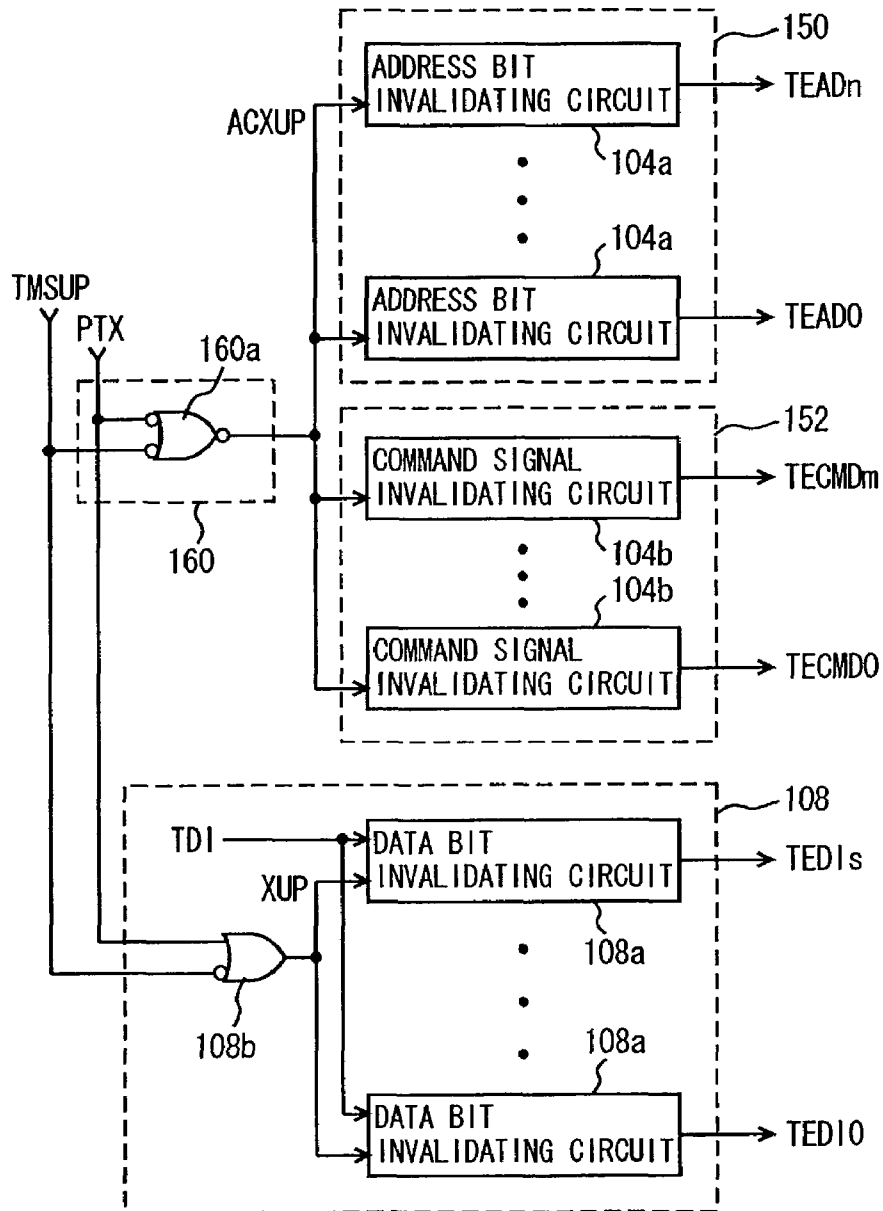 150
ADDRESS BIT
INVALIDATING CIRCUIT
TEADn
ACXUP
104a
104a
TMSUP
ADDRESS BIT
INVALIDATING CIRCUIT
TEAD0
PTX
160a
152
COMMAND SIGNAL
INVALIDATING CIRCUIT
TECMDm
160
104b
104b
COMMAND SIGNAL
INVALIDATING CIRCUIT
TECMD0
108
TDI
DATA BIT
INVALIDATING CIRCUIT
TEDIs
XUP
108a
108b
108a
DATA BIT
INVALIDATING CIRCUIT
TEDI0